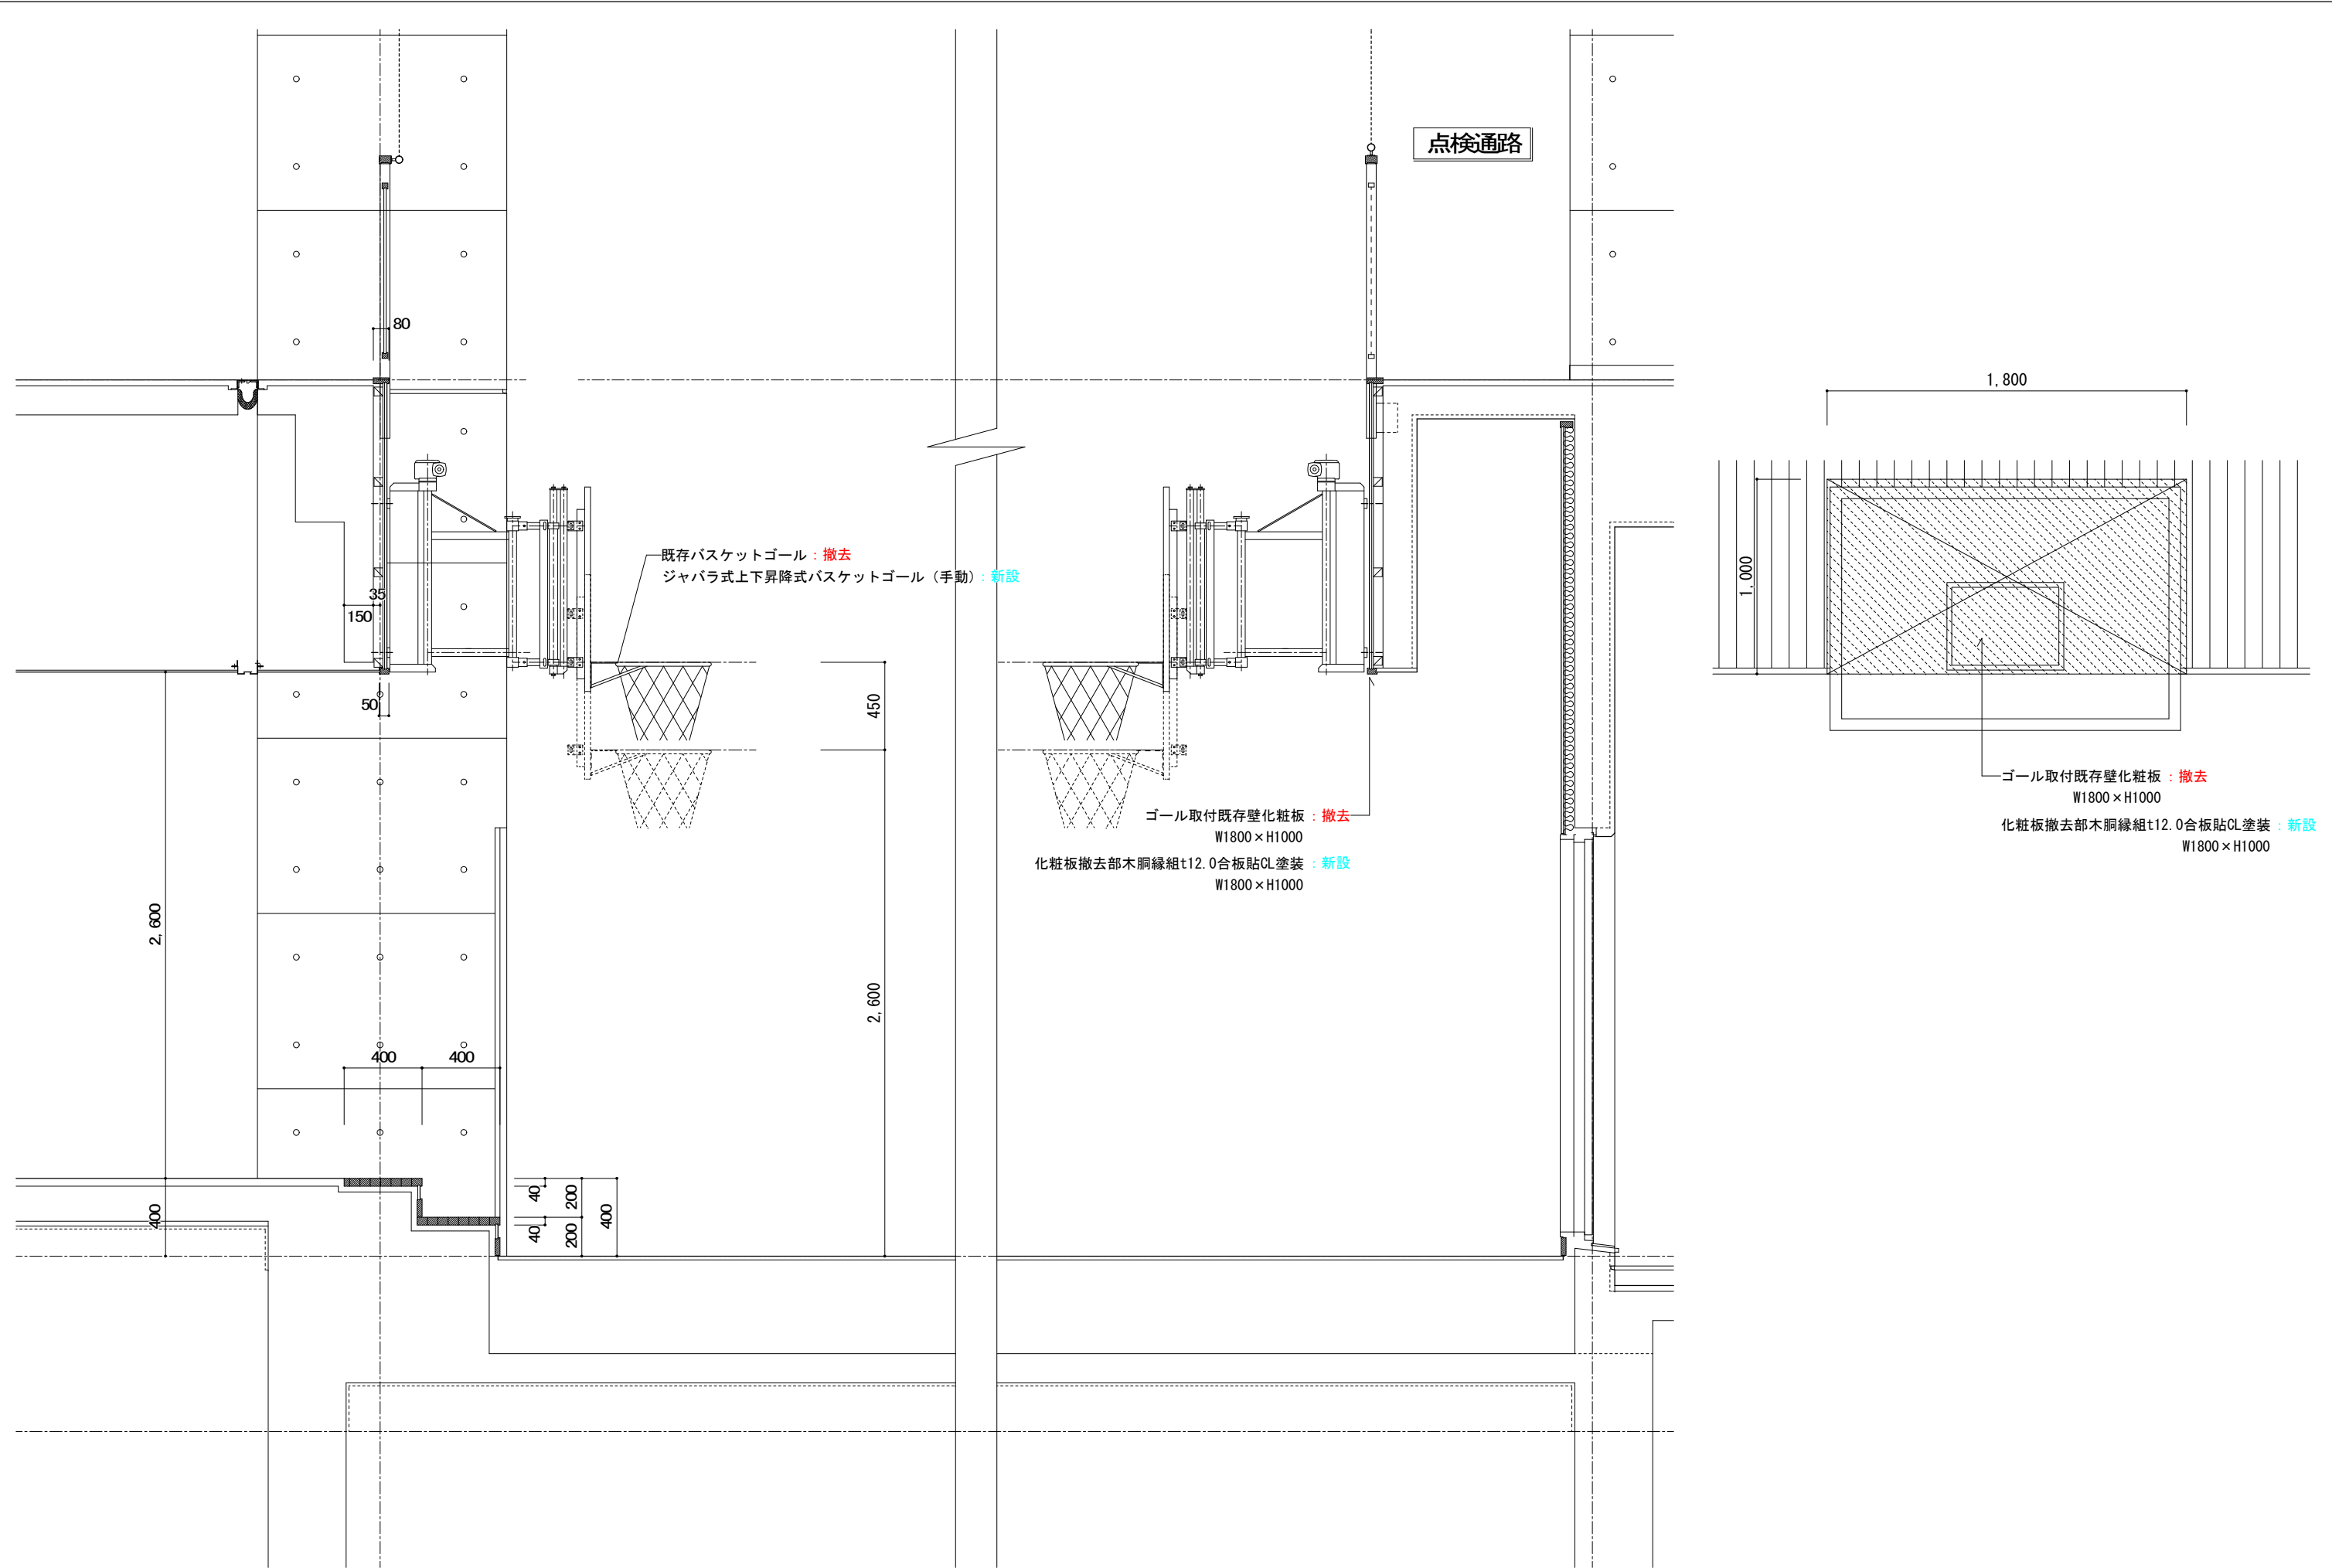 点検通路
80
1,800
既存バスケットゴール：撤去
ジャバラ式上下昇降式バスケットゴール（手動）：新設
1,000
35
150
50
450
ゴール取付既存壁化粧板：撤去
W1800×H1000
化粧板撤去部木胴縁組t12.0合板貼CL塗装：新設
W1800×H1000
ゴール取付既存壁化粧板：撤去
W1800×H1000
化粧板撤去部木胴縁組t12.0合板貼CL塗装：新設
W1800×H1000
2,600
2,600
400
400
400
40
200
400
40
200